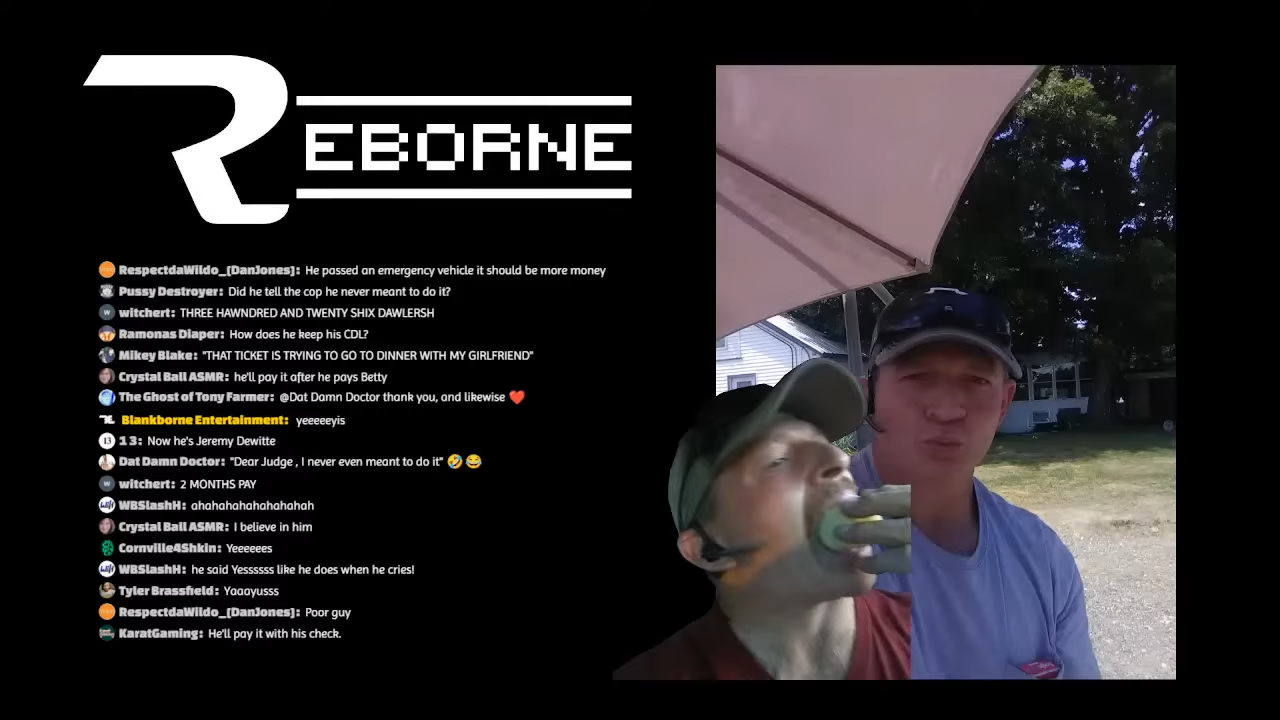 REBORNE
RespectdaWildo_(DanJones): He passed an emergency vehicle it should be more money
Pussy Destroyer: Did he tell the cop he never meant to do it?
W witchert: THREE HAWNDRED AND TWENTY SHIX DAWLERSH
Ramonas Diaper: How does he keep his CDL?
Mikey Blake: "THAT TICKET IS TRYING TO GO TO DINNER WITH MY GIRLFRIEND"
Crystal Ball ASMR: he'll pay it after he pays Betty
The Ghost of Tony Farmer: @Dat Damn Doctor thank you, and likewise ❤️
Blankborne Entertainment: yeeeeeyis
13 1 3: Now he's Jeremy Dewitte
Dat Damn Doctor: "Dear Judge , I never even meant to do it" 🤣 😂
W witchert: 2 MONTHS PAY
WBSlashH: ahahahahahahahahah
Crystal Ball ASMR: I believe in him
Cornville4Shkin: Yeeeeees
WBSlashH: he said Yessssss like he does when he cries!
Tyler Brassfield: Yaaayusss
RespectdaWildo_(DanJones): Poor guy
KaratGaming: He'll pay it with his check.